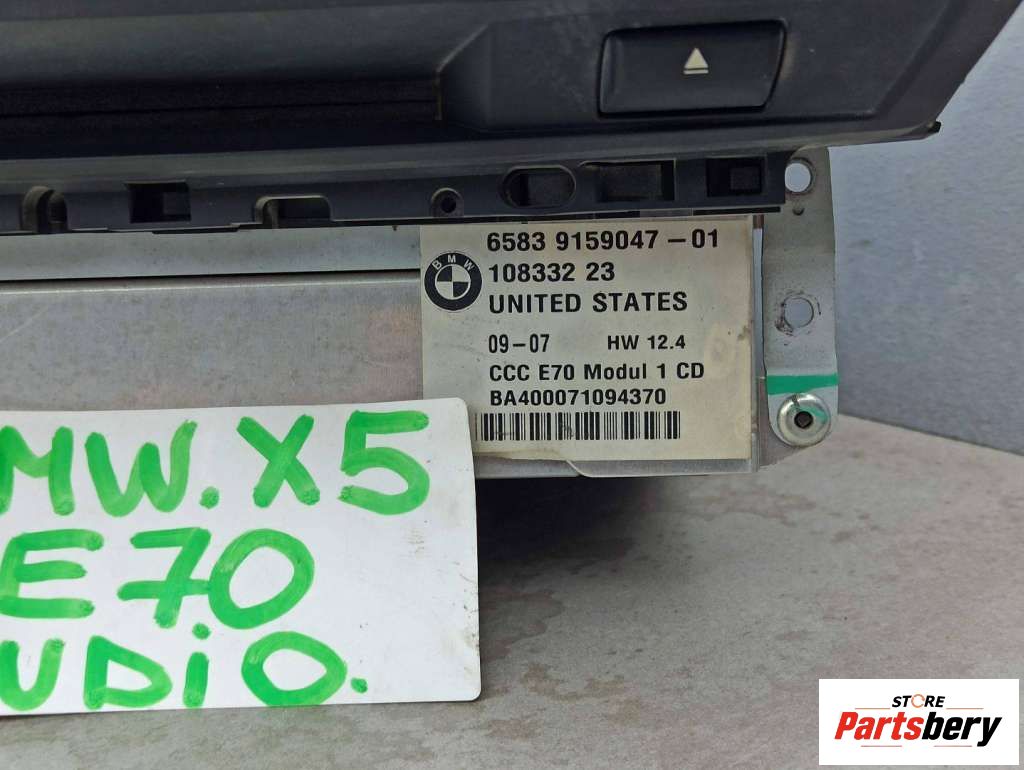 6583 9159047-01
108332 23
BMW
UNITED STATES
09-07 HW 12.4
CCC E70 Modul 1 CD
BA400071094370
MW.X5
E70
UDiO.
STORE
Partsbery